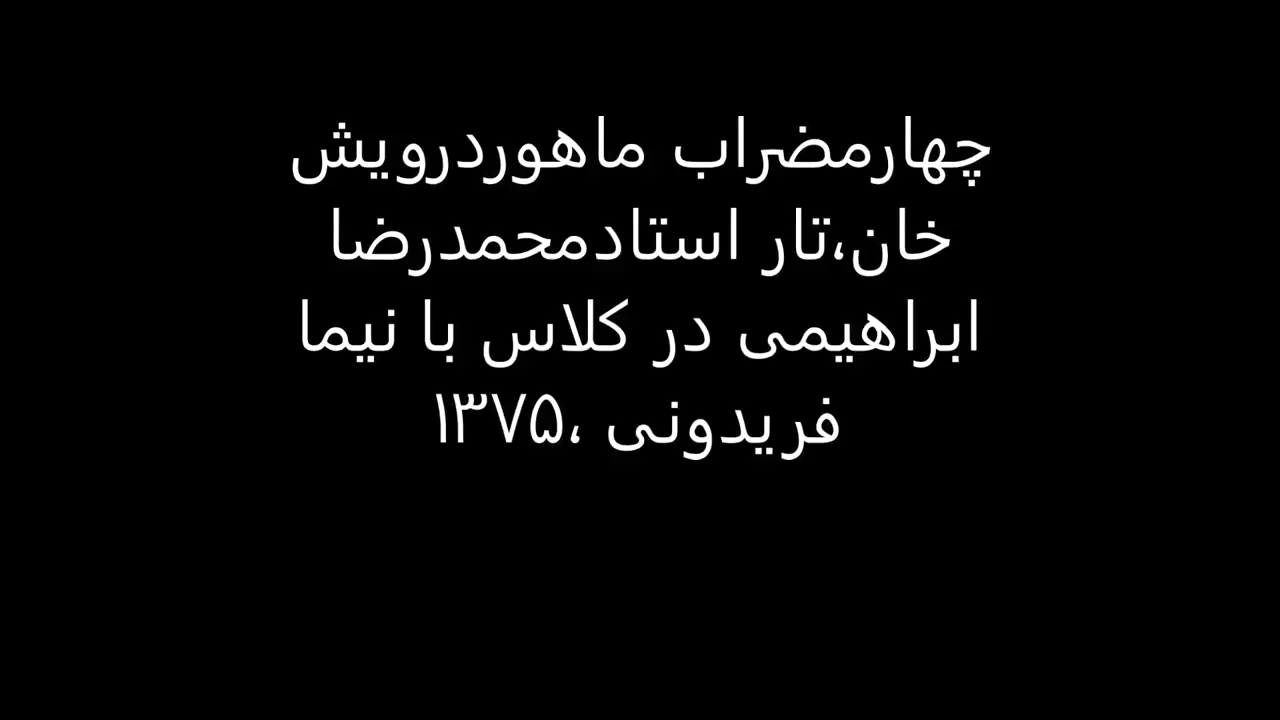 چهارمضراب ماهوردرویش
خان،تار استادمحمدرضا
ابراهیمی در کلاس با نیما
فریدونی ،۱۳۷۵